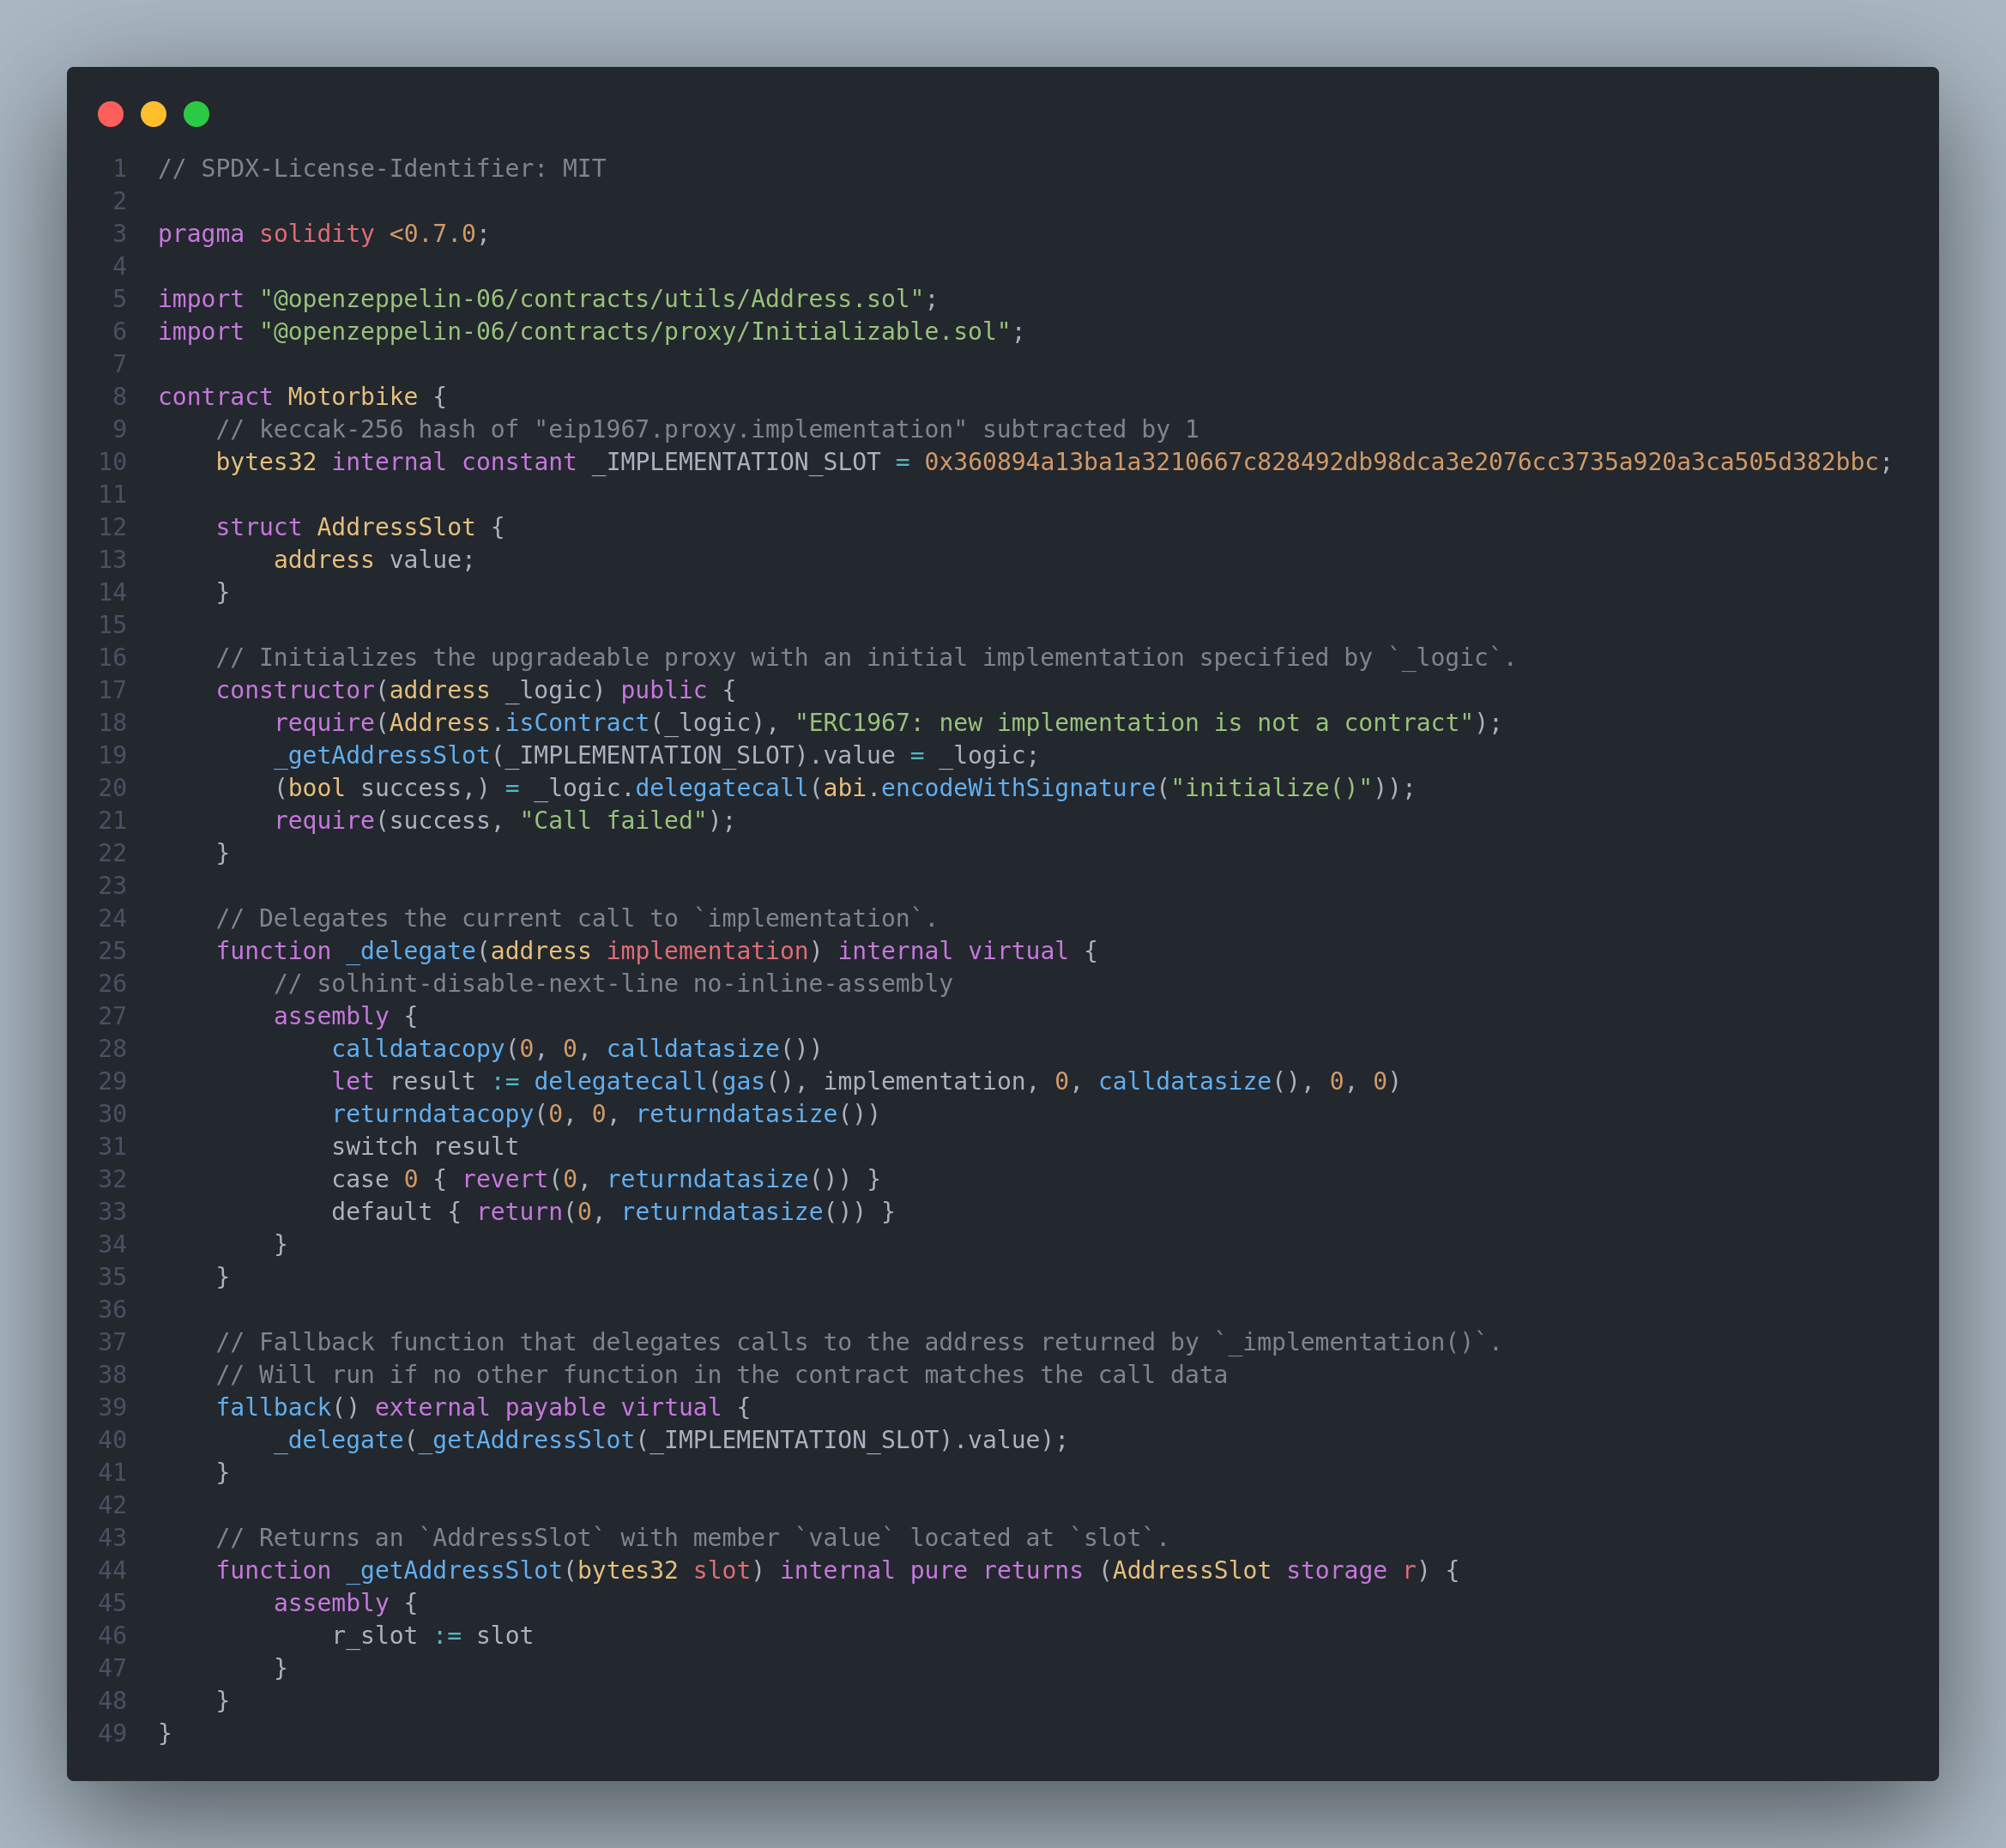 1 // SPDX-License-Identifier: MIT
2
3 pragma solidity <0.7.0;
4
5 import "@openzeppelin-06/contracts/utils/Address.sol";
6 import "@openzeppelin-06/contracts/proxy/Initializable.sol";
7
8 contract Motorbike {
9     // keccak-256 hash of "eip1967.proxy.implementation" subtracted by 1
10     bytes32 internal constant _IMPLEMENTATION_SLOT = 0x360894a13ba1a3210667c828492db98dca3e2076cc3735a920a3ca505d382bbc;
11
12     struct AddressSlot {
13         address value;
14     }
15
16     // Initializes the upgradeable proxy with an initial implementation specified by `_logic`.
17     constructor(address _logic) public {
18         require(Address.isContract(_logic), "ERC1967: new implementation is not a contract");
19         _getAddressSlot(_IMPLEMENTATION_SLOT).value = _logic;
20         (bool success,) = _logic.delegatecall(abi.encodeWithSignature("initialize()"));
21         require(success, "Call failed");
22     }
23
24     // Delegates the current call to `implementation`.
25     function _delegate(address implementation) internal virtual {
26         // solhint-disable-next-line no-inline-assembly
27         assembly {
28             calldatacopy(0, 0, calldatasize())
29             let result := delegatecall(gas(), implementation, 0, calldatasize(), 0, 0)
30             returndatacopy(0, 0, returndatasize())
31             switch result
32             case 0 { revert(0, returndatasize()) }
33             default { return(0, returndatasize()) }
34         }
35     }
36
37     // Fallback function that delegates calls to the address returned by `_implementation()`.
38     // Will run if no other function in the contract matches the call data
39     fallback() external payable virtual {
40         _delegate(_getAddressSlot(_IMPLEMENTATION_SLOT).value);
41     }
42
43     // Returns an `AddressSlot` with member `value` located at `slot`.
44     function _getAddressSlot(bytes32 slot) internal pure returns (AddressSlot storage r) {
45         assembly {
46             r_slot := slot
47         }
48     }
49 }